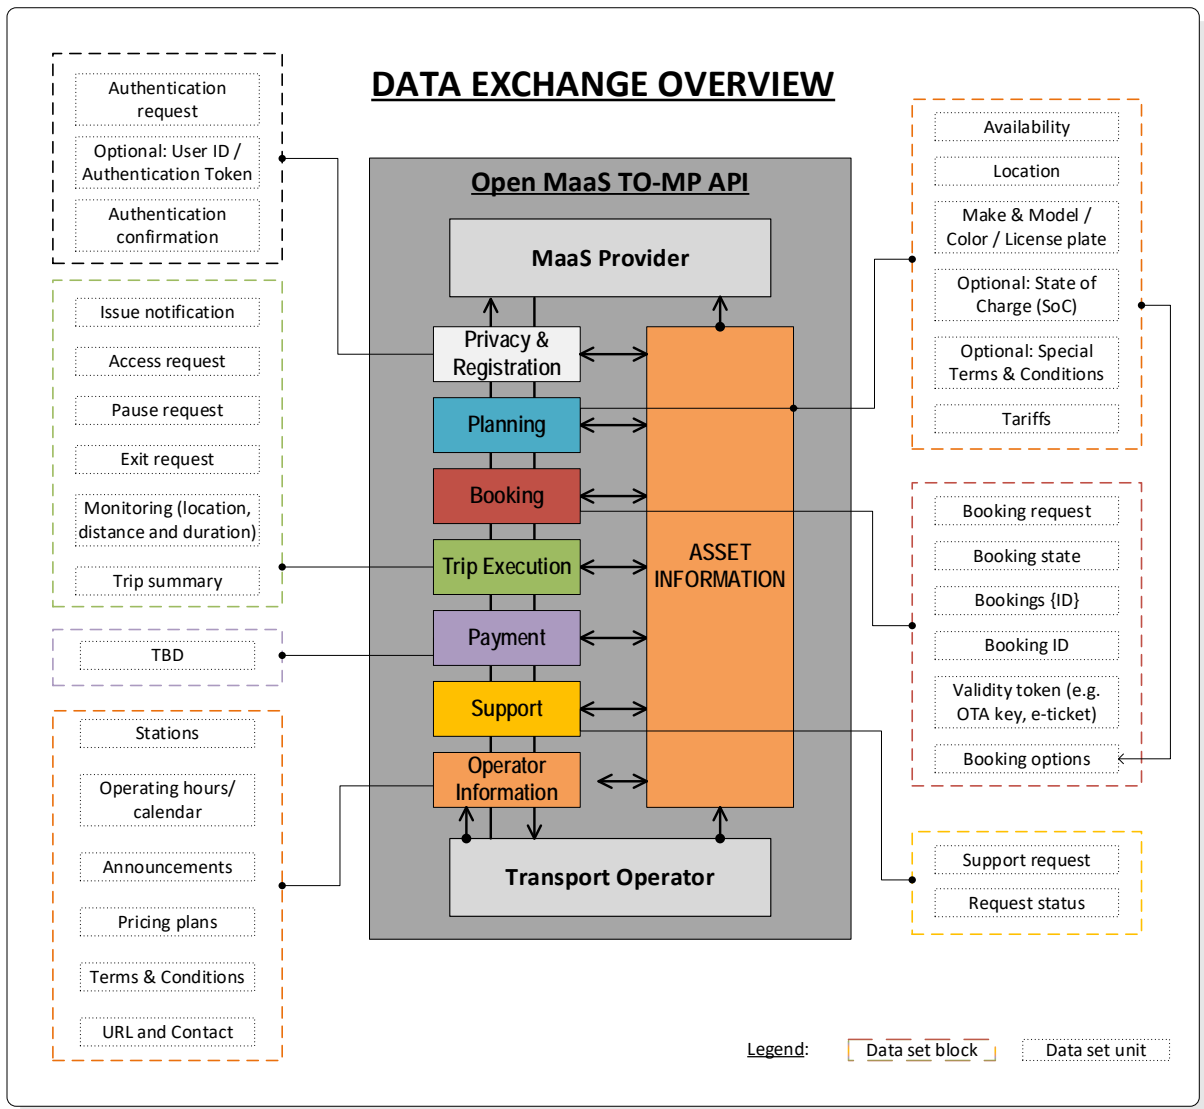 DATA EXCHANGE OVERVIEW
Authentication
request
Optional: User ID /
Authentication Token
Authentication
confirmation
Issue notification
Access request
Pause request
Exit request
Monitoring (location,
distance and duration)
Trip summary
TBD
Stations
Operating hours/
calendar
Announcements
Pricing plans
Terms & Conditions
URL and Contact
Open MaaS TO-MP API
MaaS Provider
Privacy &
Registration
Planning
Booking
Trip Execution
Payment
Support
Operator
Information
ASSET
INFORMATION
Transport Operator
Availability
Location
Make & Model /
Color / License plate
Optional: State of
Charge (SoC)
Optional: Special
Terms & Conditions
Tariffs
Booking request
Booking state
Bookings {ID}
Booking ID
Validity token (e.g.
OTA key, e-ticket)
Booking options
Support request
Request status
Legend:
Data set block
Data set unit